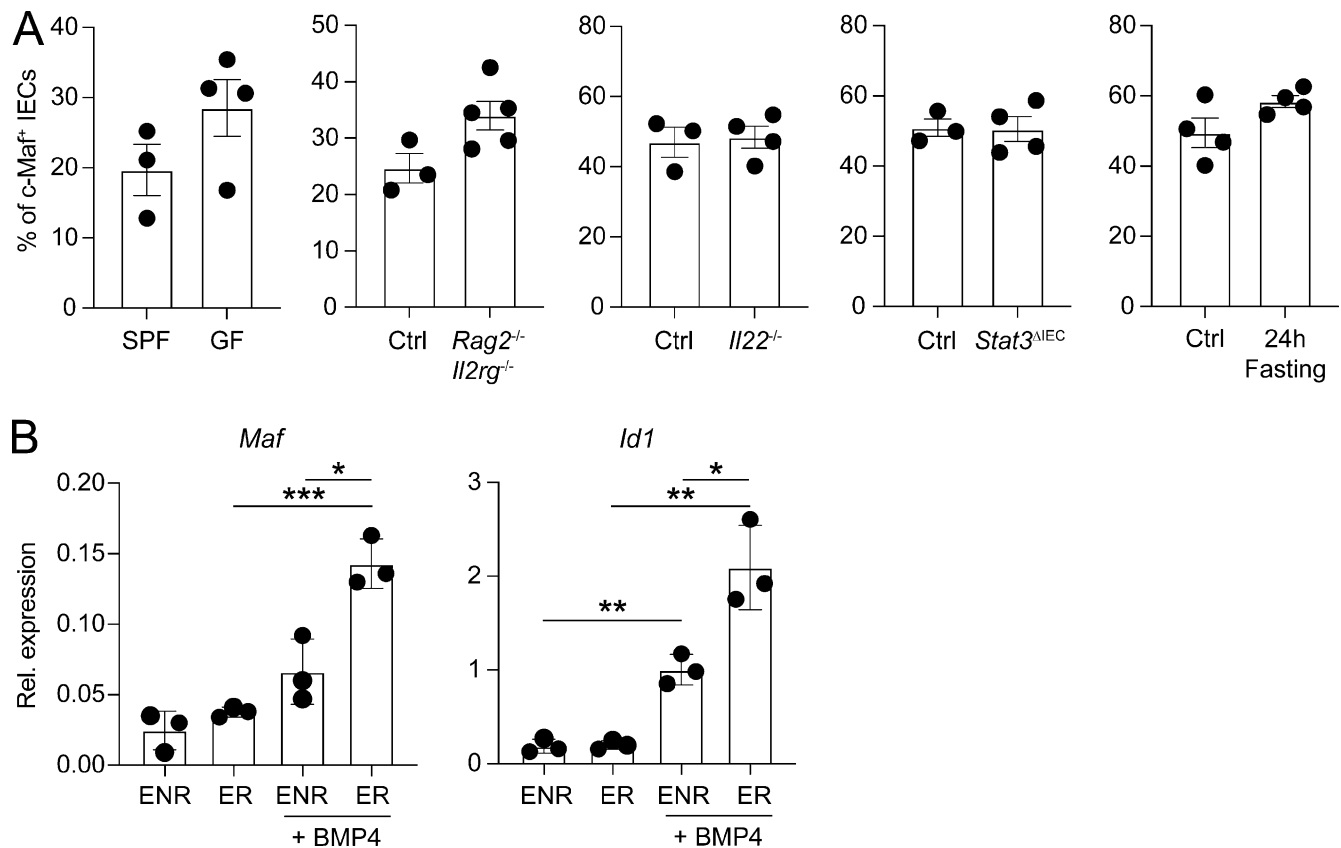 A
% of c-Maf⁺ IECs
40
30
20
10
0
SPF GF
50
40
30
20
10
0
Ctrl Rag2⁻/⁻
Il2rg⁻/⁻
80
60
40
20
0
Ctrl Il22⁻/⁻
80
60
40
20
0
Ctrl Stat3ᐞIEC
80
60
40
20
0
Ctrl 24h
Fasting
B
Maf
Rel. expression
0.20
0.15
0.10
0.05
0.00
*
***
ENR ER ENR ER
+ BMP4
Id1
3
2
1
0
*
**
**
ENR ER ENR ER
+ BMP4